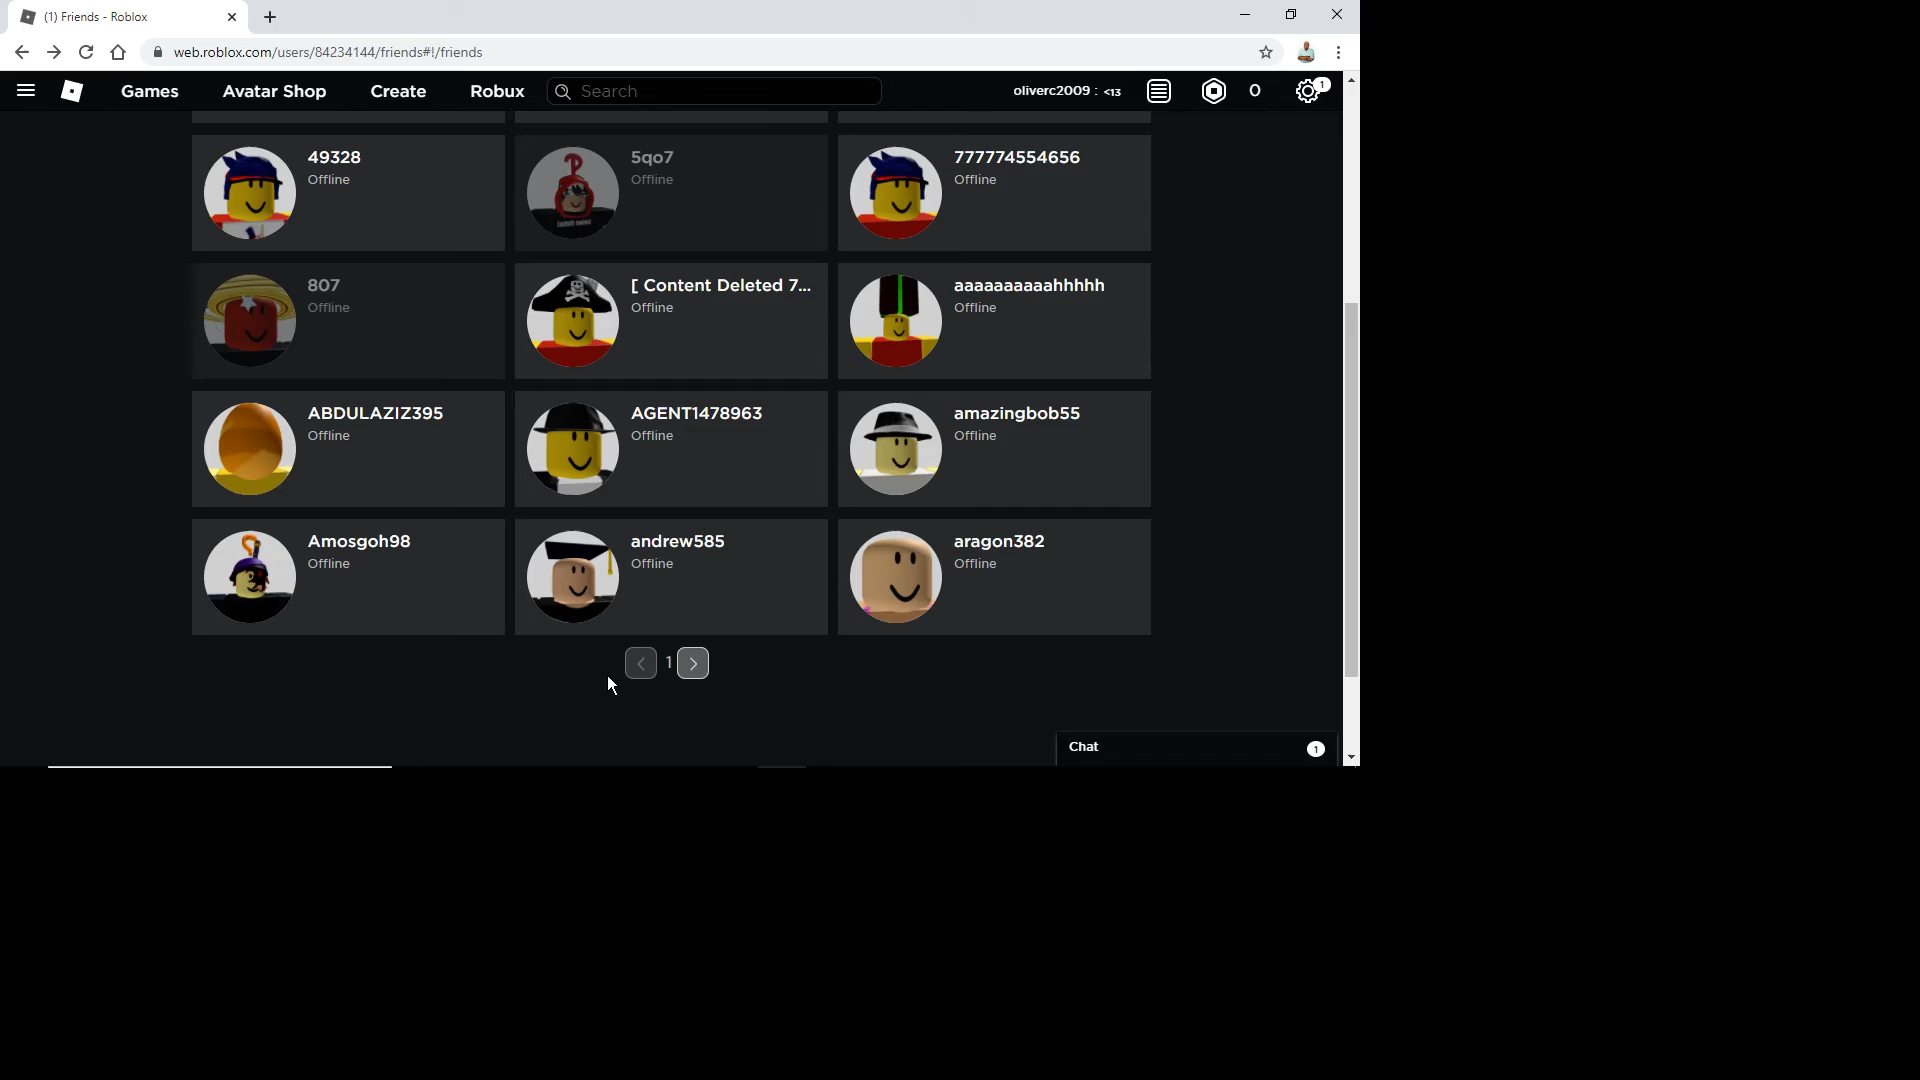 (1) Friends - Roblox
web.roblox.com/users/84234144/friends#!/friends
Games
Avatar Shop
Create
Robux
Search
oliverc2009 : <13
0
1
49328
Offline
5qo7
Offline
777774554656
Offline
807
Offline
[ Content Deleted 7...
Offline
aaaaaaaaaahhhhh
Offline
ABDULAZIZ395
Offline
AGENT1478963
Offline
amazingbob55
Offline
Amosgoh98
Offline
andrew585
Offline
aragon382
Offline
1
Chat
1